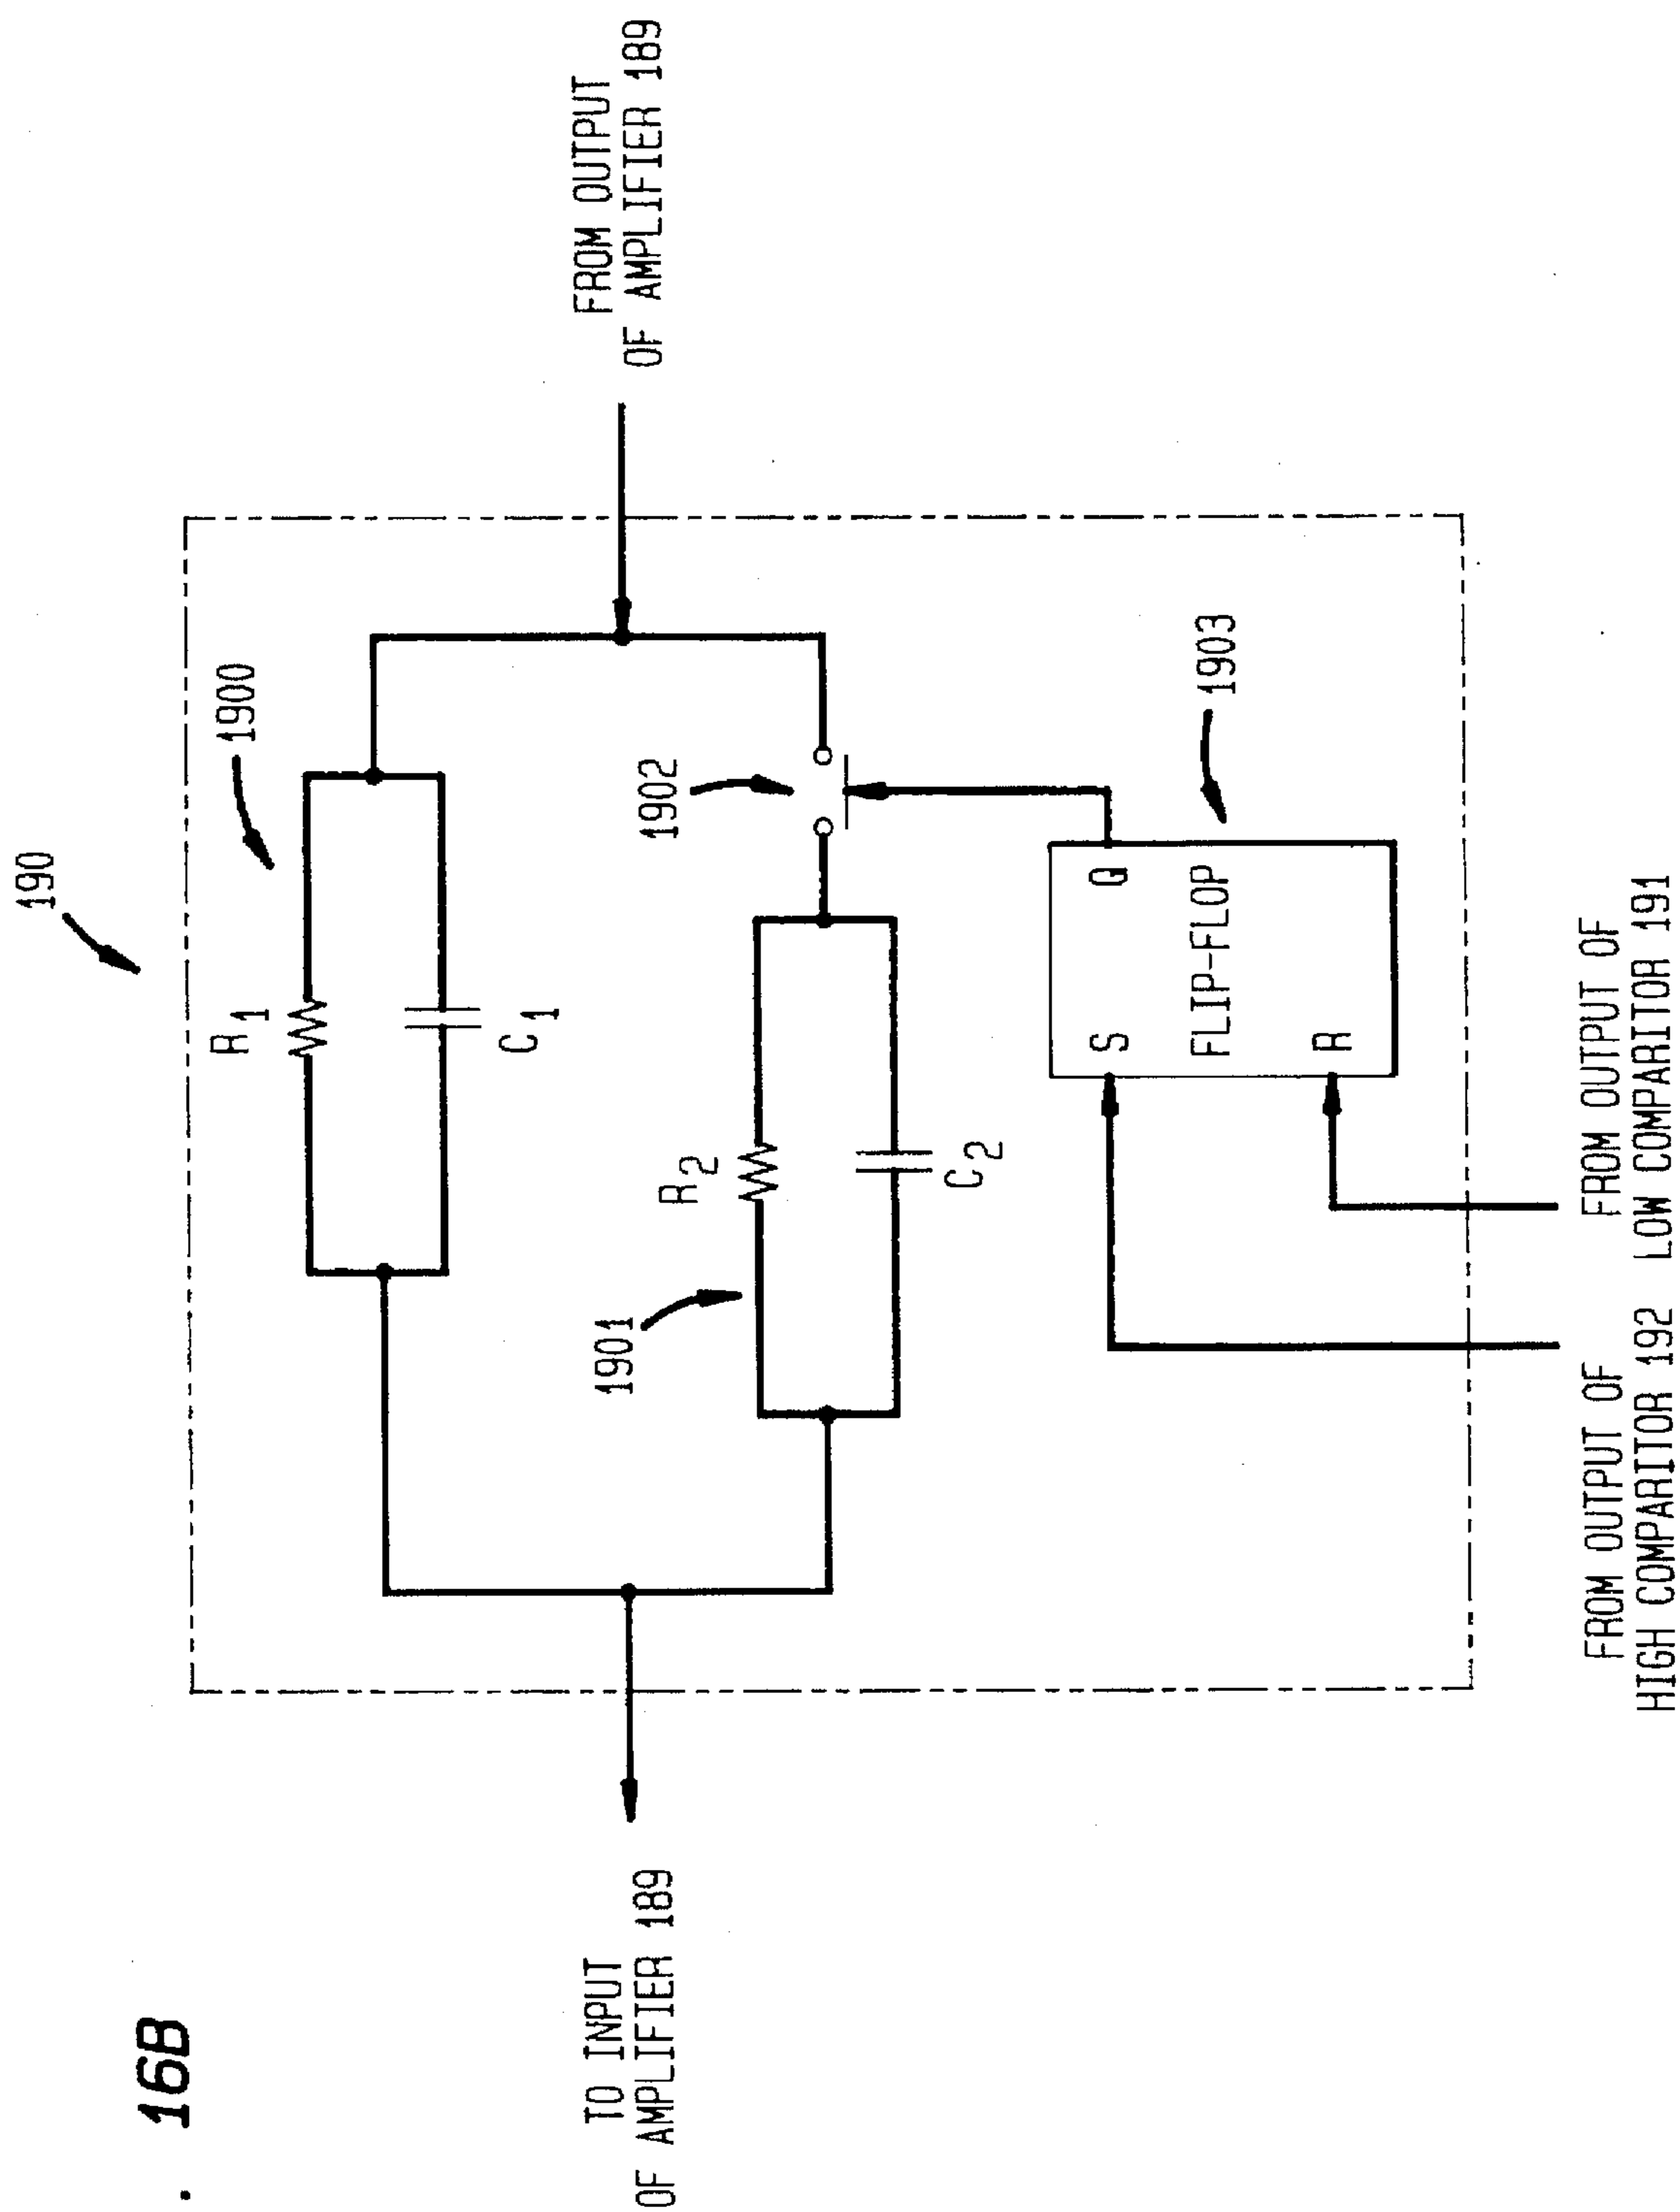 . 16B
190
1900
R1
C1
FROM OUTPUT
OF AMPLIFIER 189
TO INPUT
OF AMPLIFIER 189
1902
1901
R2
C2
1903
S
Q
FLIP-FLOP
R
FROM OUTPUT OF
HIGH COMPARITOR 192
FROM OUTPUT OF
LOW COMPARITOR 191